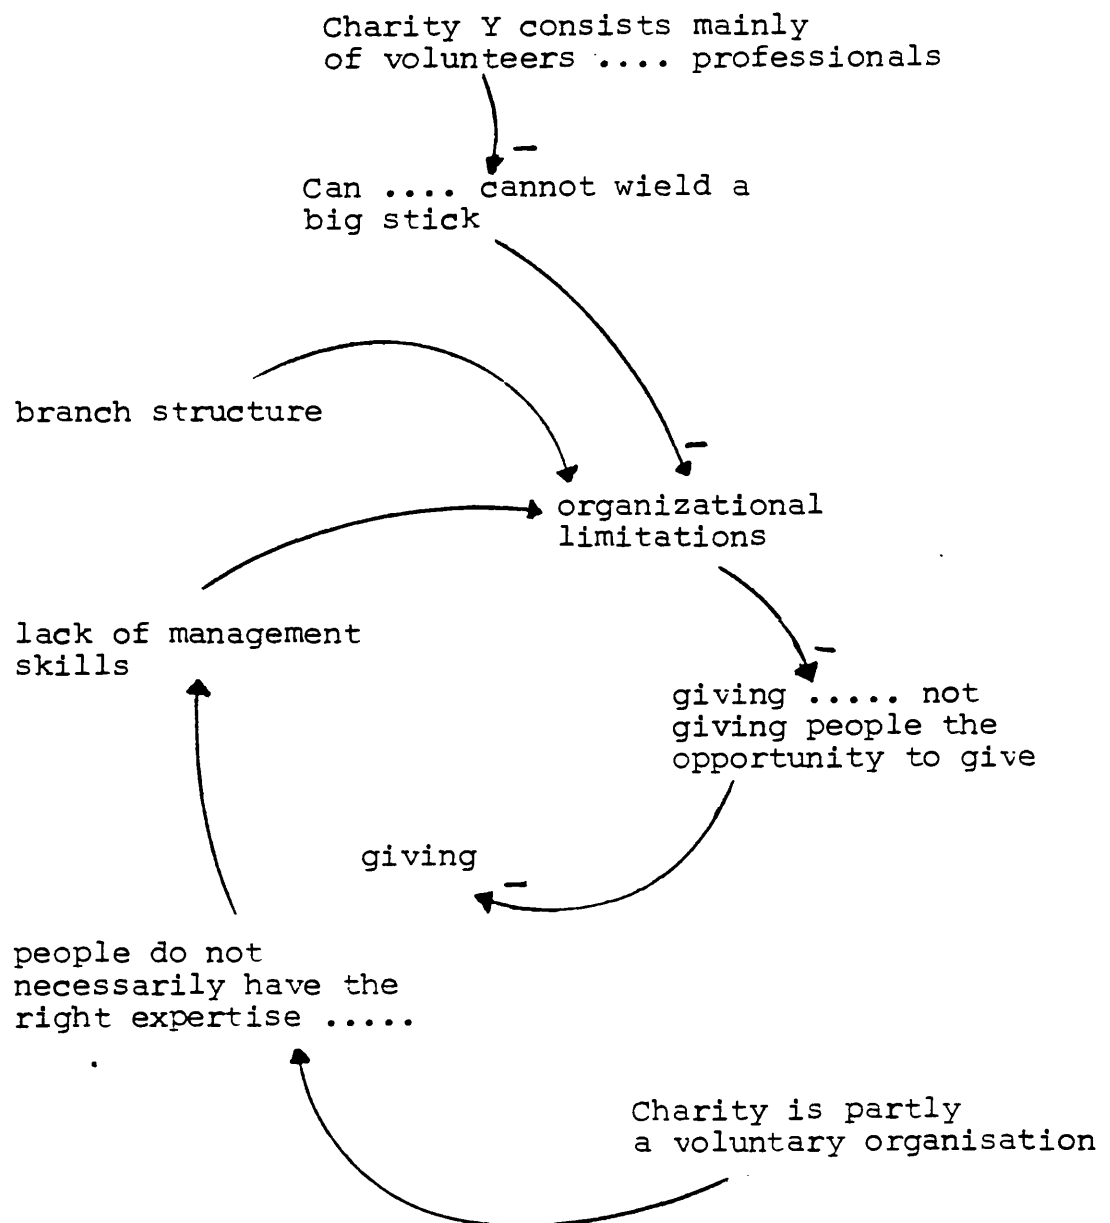 Charity Y consists mainly
of volunteers .... professionals
Can .... cannot wield a
big stick
branch structure
organizational
limitations
lack of management
skills
giving ..... not
giving people the
opportunity to give
giving
people do not
necessarily have the
right expertise .....
Charity is partly
a voluntary organisation